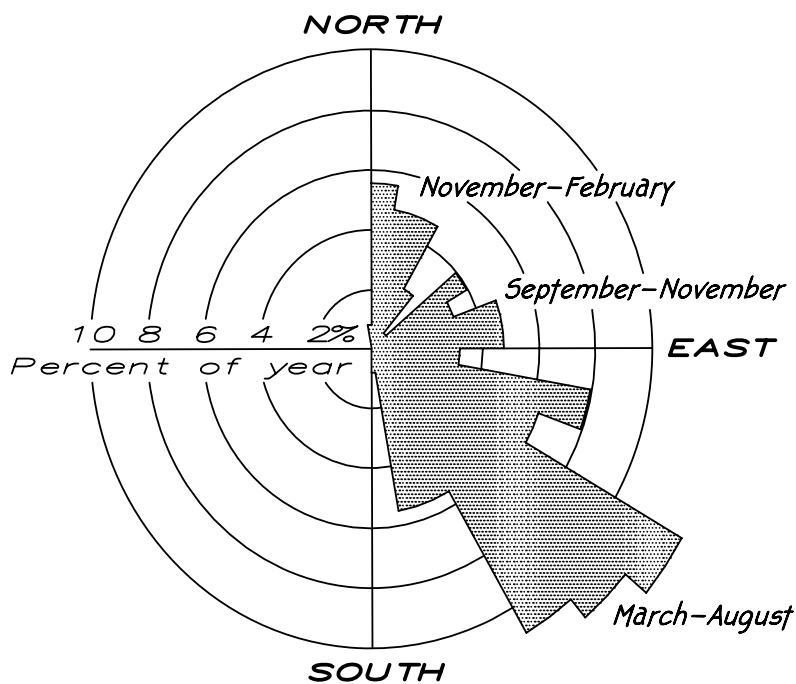 NORTH
November–February
September–November
10 8 6 4 2%
EAST
Percent of year
March–August
SOUTH